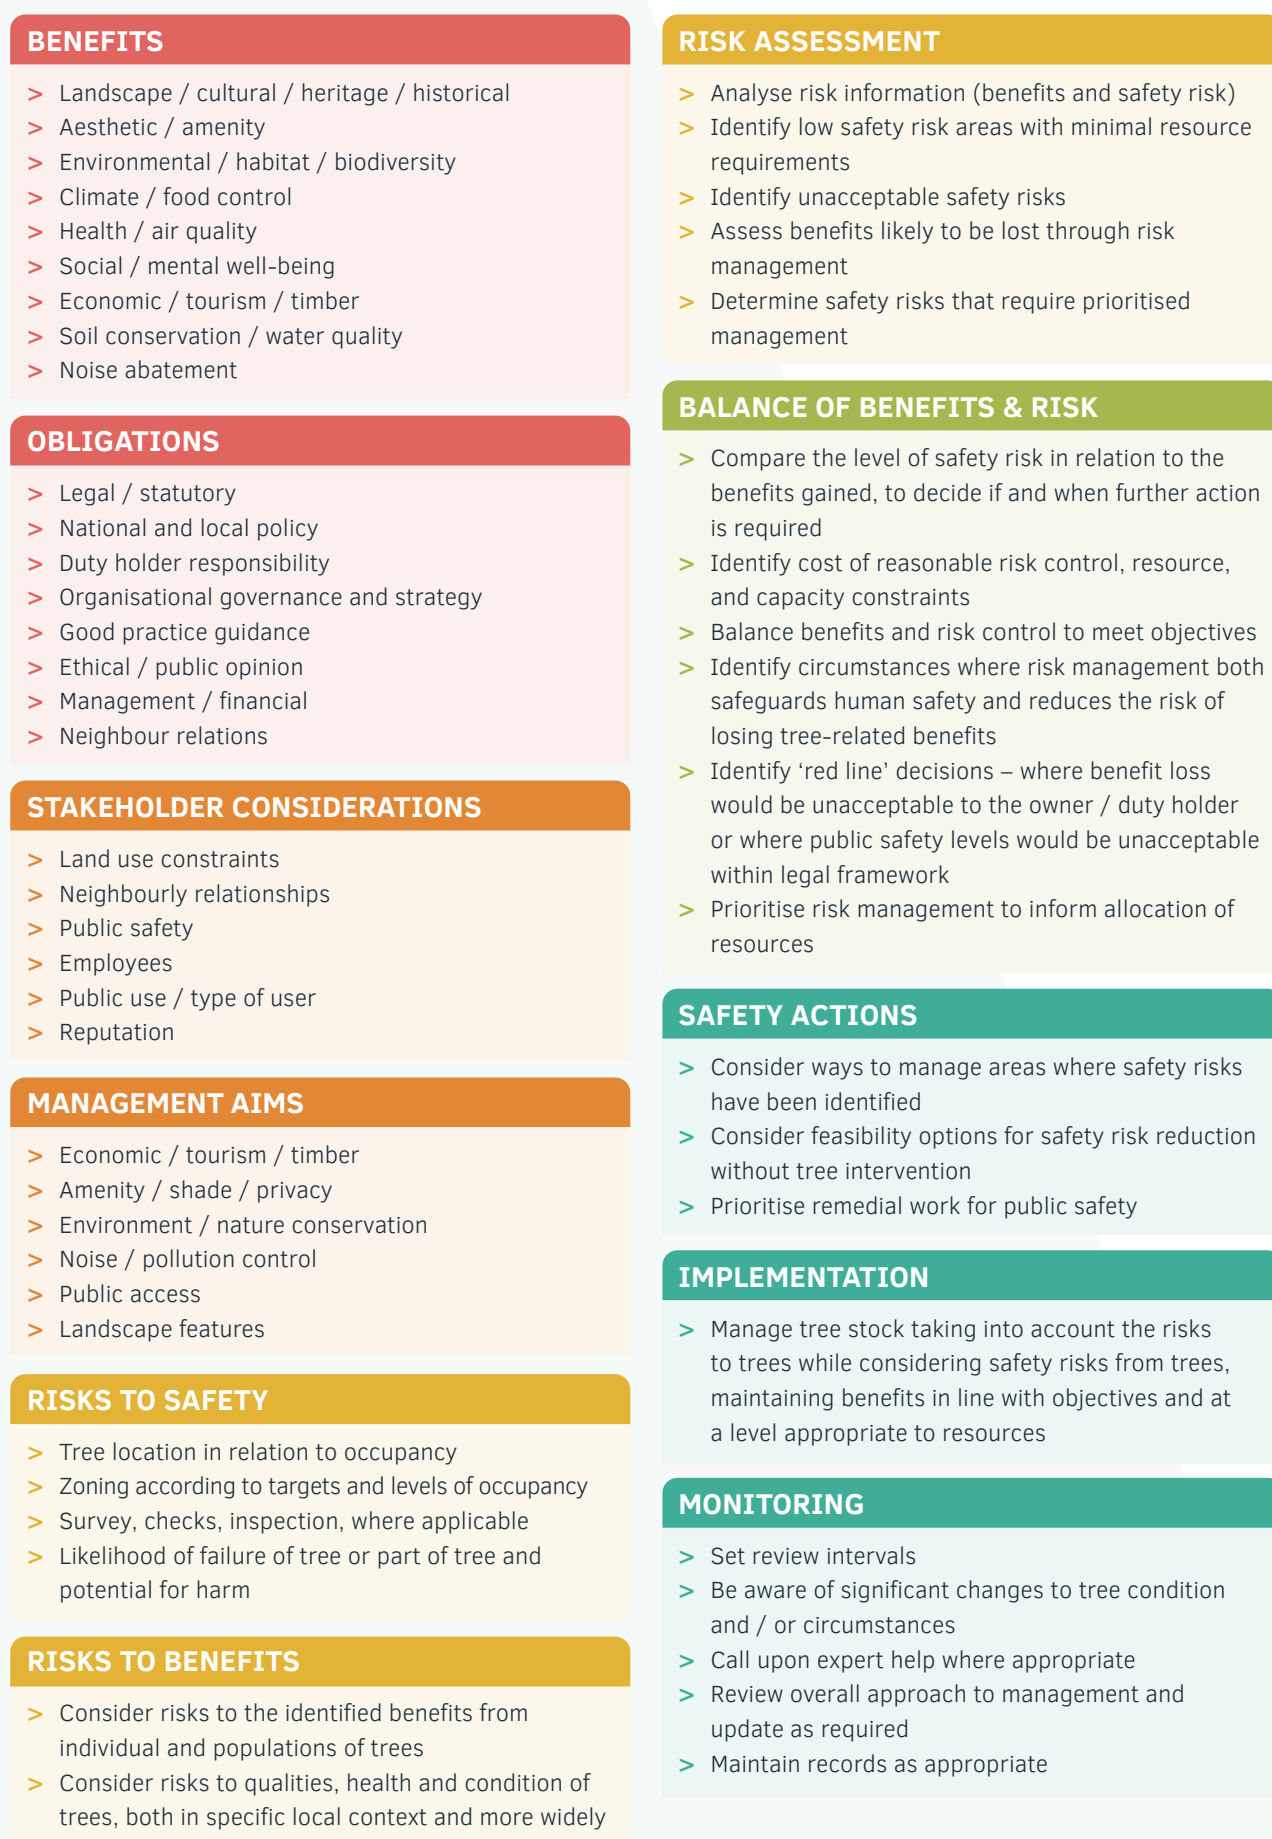 BENEFITS
> Landscape / cultural / heritage / historical
> Aesthetic / amenity
> Environmental / habitat / biodiversity
> Climate / food control
> Health / air quality
> Social / mental well-being
> Economic / tourism / timber
> Soil conservation / water quality
> Noise abatement
OBLIGATIONS
> Legal / statutory
> National and local policy
> Duty holder responsibility
> Organisational governance and strategy
> Good practice guidance
> Ethical / public opinion
> Management / financial
> Neighbour relations
STAKEHOLDER CONSIDERATIONS
> Land use constraints
> Neighbourly relationships
> Public safety
> Employees
> Public use / type of user
> Reputation
MANAGEMENT AIMS
> Economic / tourism / timber
> Amenity / shade / privacy
> Environment / nature conservation
> Noise / pollution control
> Public access
> Landscape features
RISKS TO SAFETY
> Tree location in relation to occupancy
> Zoning according to targets and levels of occupancy
> Survey, checks, inspection, where applicable
> Likelihood of failure of tree or part of tree and
potential for harm
RISKS TO BENEFITS
> Consider risks to the identified benefits from
individual and populations of trees
> Consider risks to qualities, health and condition of
trees, both in specific local context and more widely
RISK ASSESSMENT
> Analyse risk information (benefits and safety risk)
> Identify low safety risk areas with minimal resource
requirements
> Identify unacceptable safety risks
> Assess benefits likely to be lost through risk
management
> Determine safety risks that require prioritised
management
BALANCE OF BENEFITS & RISK
> Compare the level of safety risk in relation to the
benefits gained, to decide if and when further action
is required
> Identify cost of reasonable risk control, resource,
and capacity constraints
> Balance benefits and risk control to meet objectives
> Identify circumstances where risk management both
safeguards human safety and reduces the risk of
losing tree-related benefits
> Identify ‘red line’ decisions – where benefit loss
would be unacceptable to the owner / duty holder
or where public safety levels would be unacceptable
within legal framework
> Prioritise risk management to inform allocation of
resources
SAFETY ACTIONS
> Consider ways to manage areas where safety risks
have been identified
> Consider feasibility options for safety risk reduction
without tree intervention
> Prioritise remedial work for public safety
IMPLEMENTATION
> Manage tree stock taking into account the risks
to trees while considering safety risks from trees,
maintaining benefits in line with objectives and at
a level appropriate to resources
MONITORING
> Set review intervals
> Be aware of significant changes to tree condition
and / or circumstances
> Call upon expert help where appropriate
> Review overall approach to management and
update as required
> Maintain records as appropriate